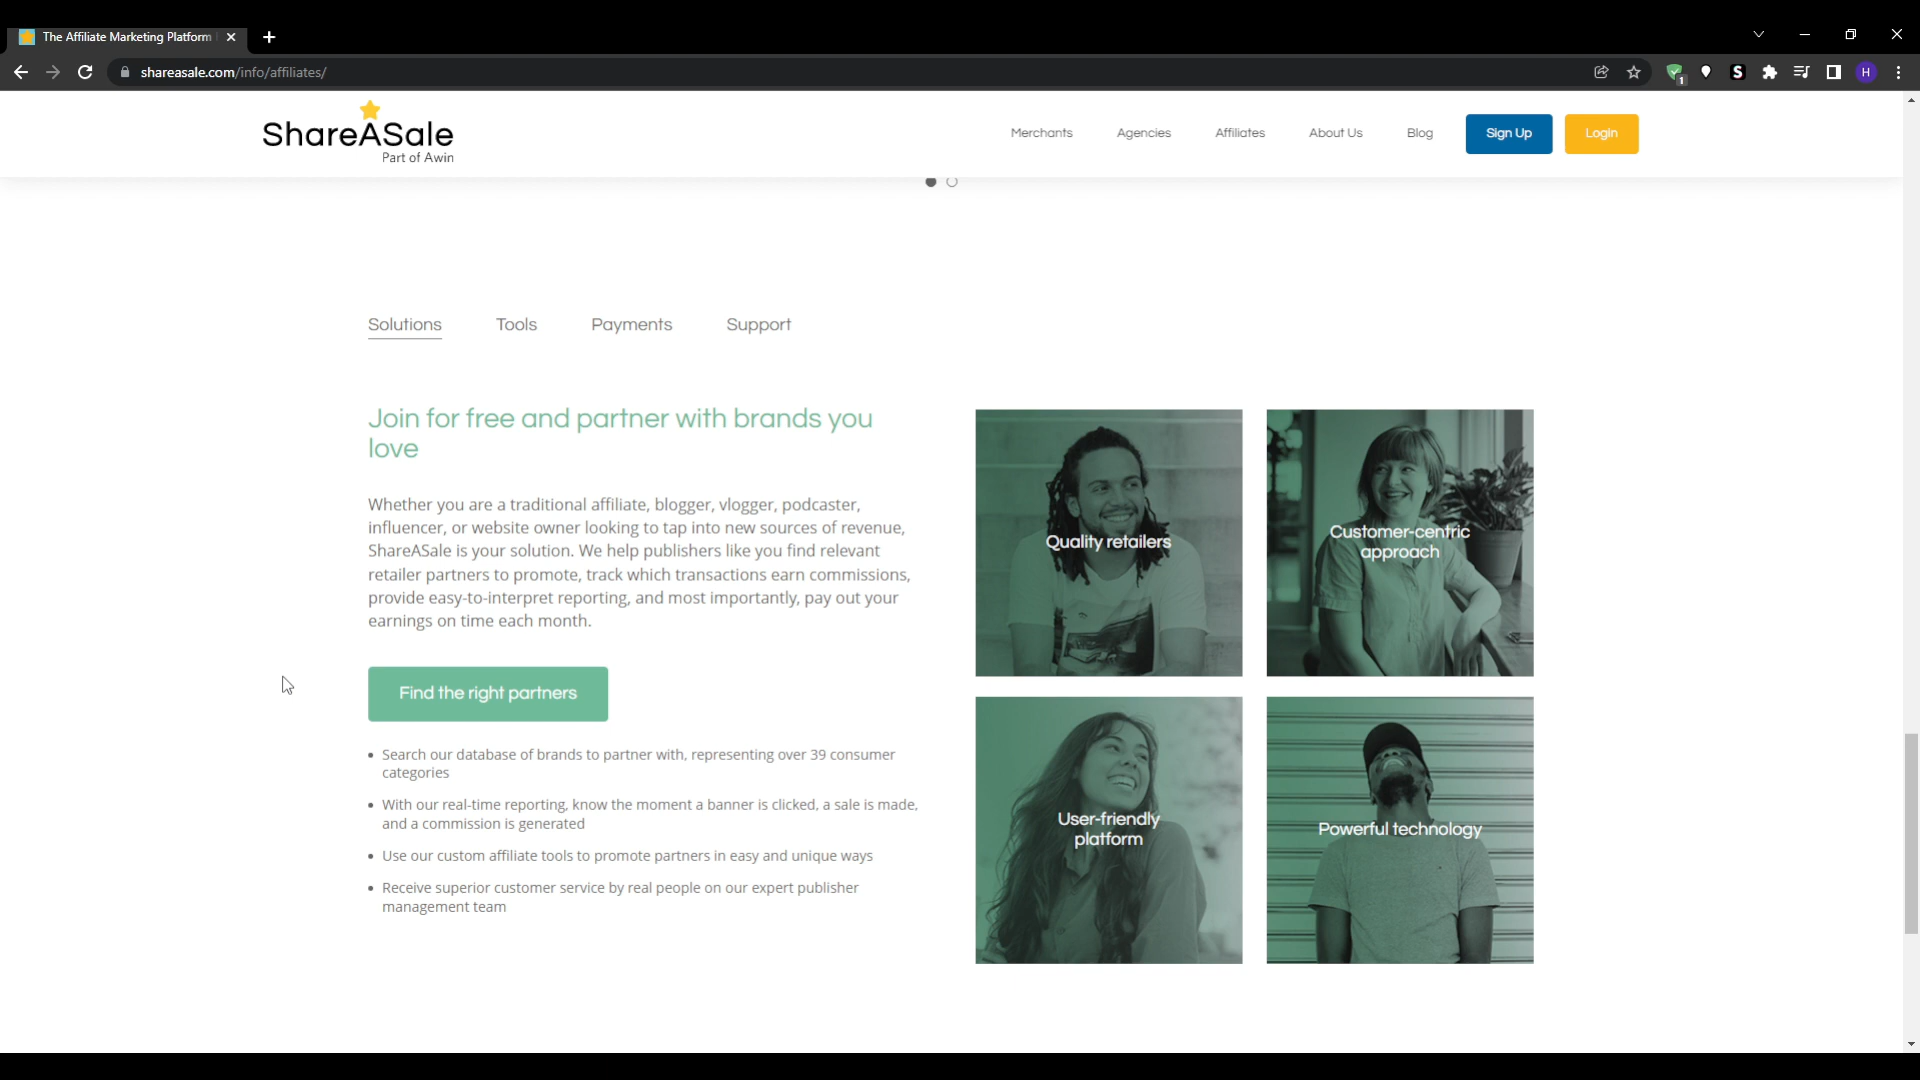 The Affiliate Marketing Platform
shareasale.com/info/affiliates/
1
S
H
ShareASale
Part of Awin
Merchants
Agencies
Affiliates
About Us
Blog
Sign Up
Login
Solutions
Tools
Payments
Support
Join for free and partner with brands you
love
Whether you are a traditional affiliate, blogger, vlogger, podcaster,
influencer, or website owner looking to tap into new sources of revenue,
ShareASale is your solution. We help publishers like you find relevant
retailer partners to promote, track which transactions earn commissions,
provide easy-to-interpret reporting, and most importantly, pay out your
earnings on time each month.
Find the right partners
• Search our database of brands to partner with, representing over 39 consumer
categories
• With our real-time reporting, know the moment a banner is clicked, a sale is made,
and a commission is generated
• Use our custom affiliate tools to promote partners in easy and unique ways
• Receive superior customer service by real people on our expert publisher
management team
Quality retailers
Customer-centric
approach
User-friendly
platform
Powerful technology